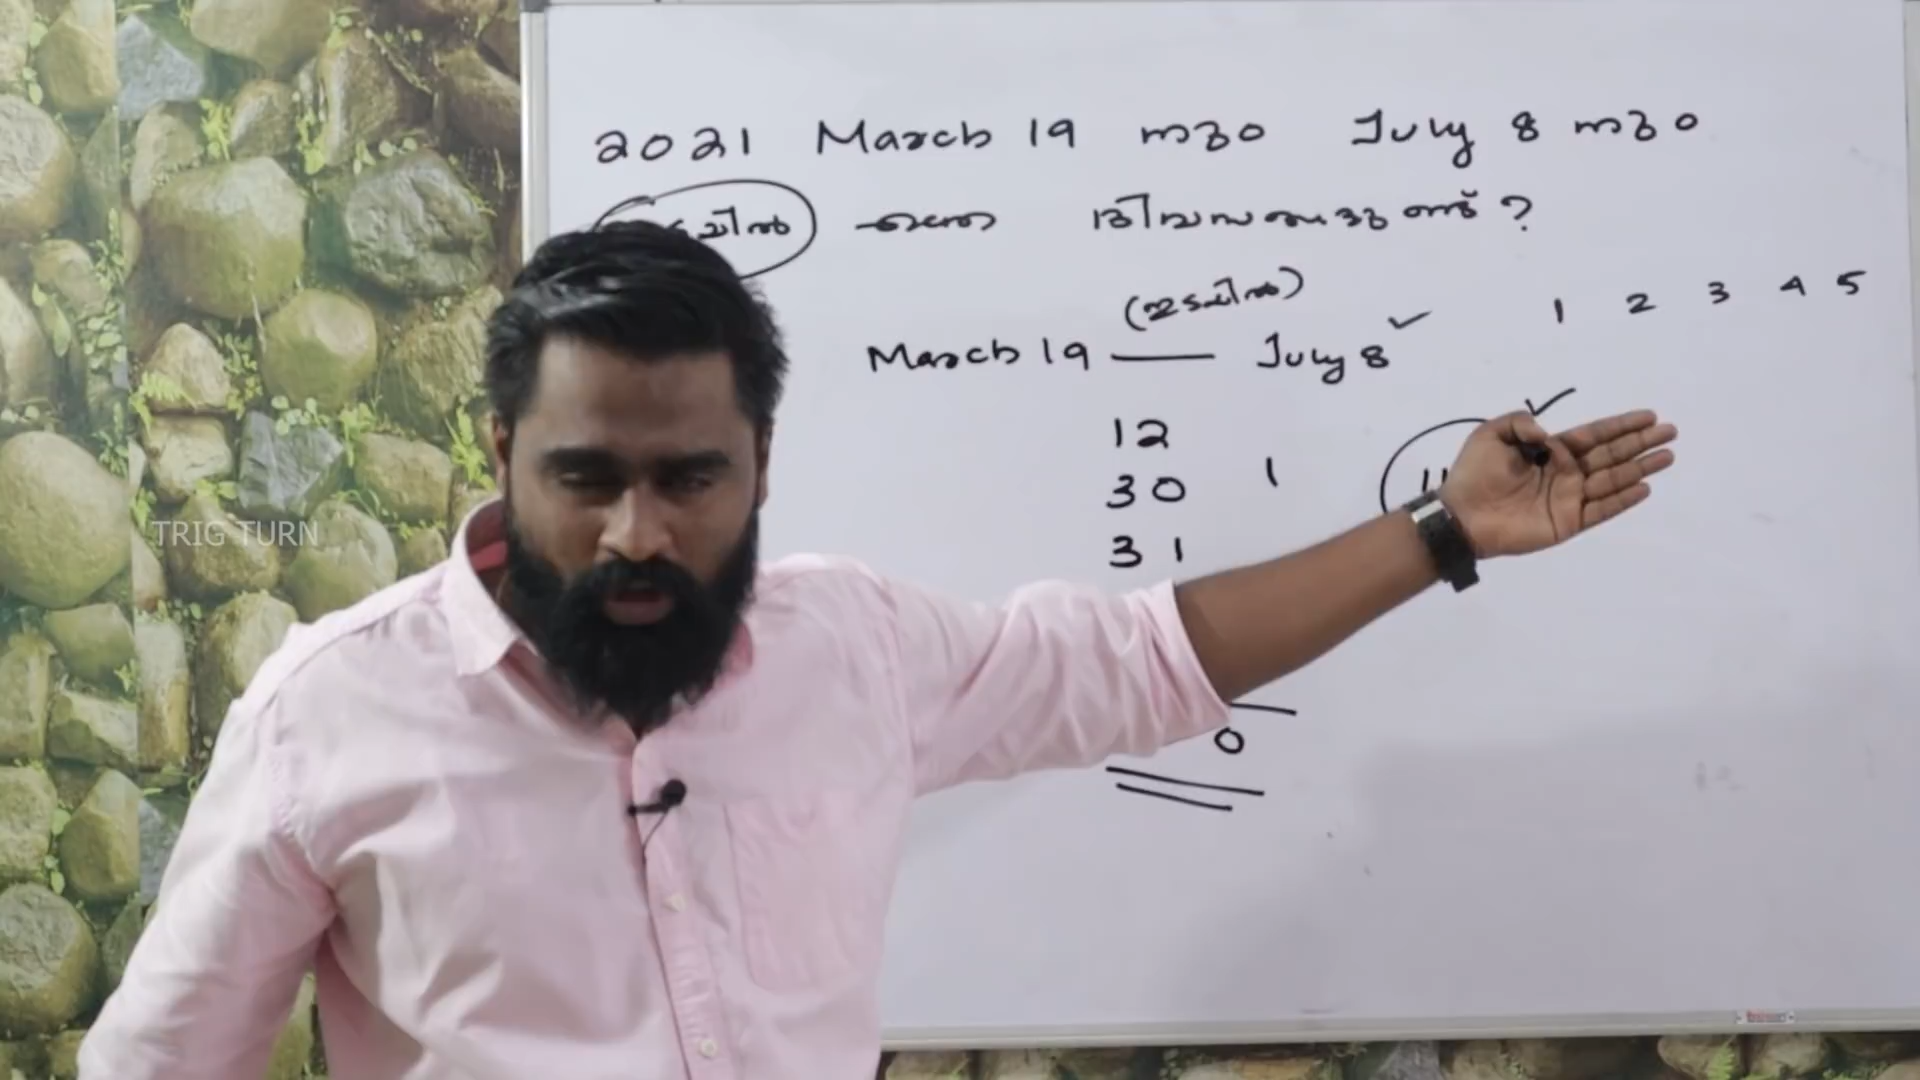 2021 March 19 നും July 8 നും
എത്ര ദിവസങ്ങളുണ്ട് ?
(ഇടയിൽ)
1 2 3 4 5
March 19 — July 8 ✓
12
30 1
31
0
TRIG TURN